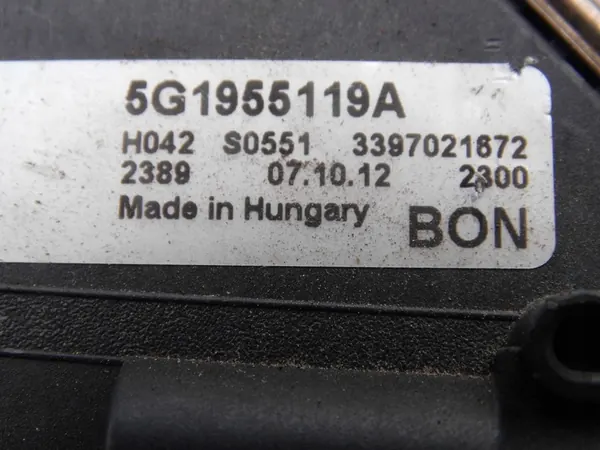 5G1955119A
H042 S0551 3397021672
2389 07.10.12 2300
Made in Hungary BON